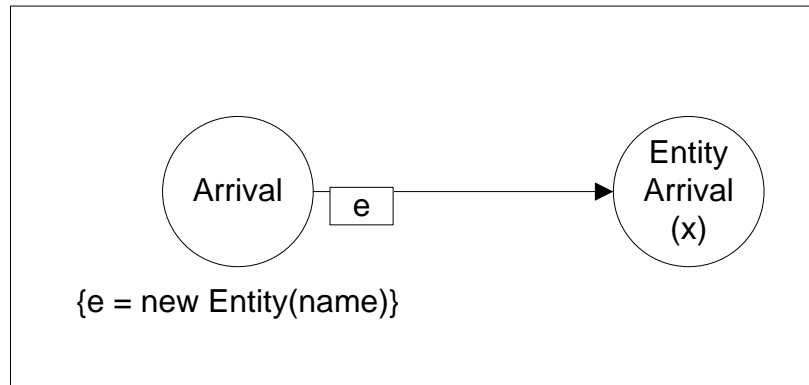 Arrival
e
Entity
Arrival
(x)
{e = new Entity(name)}